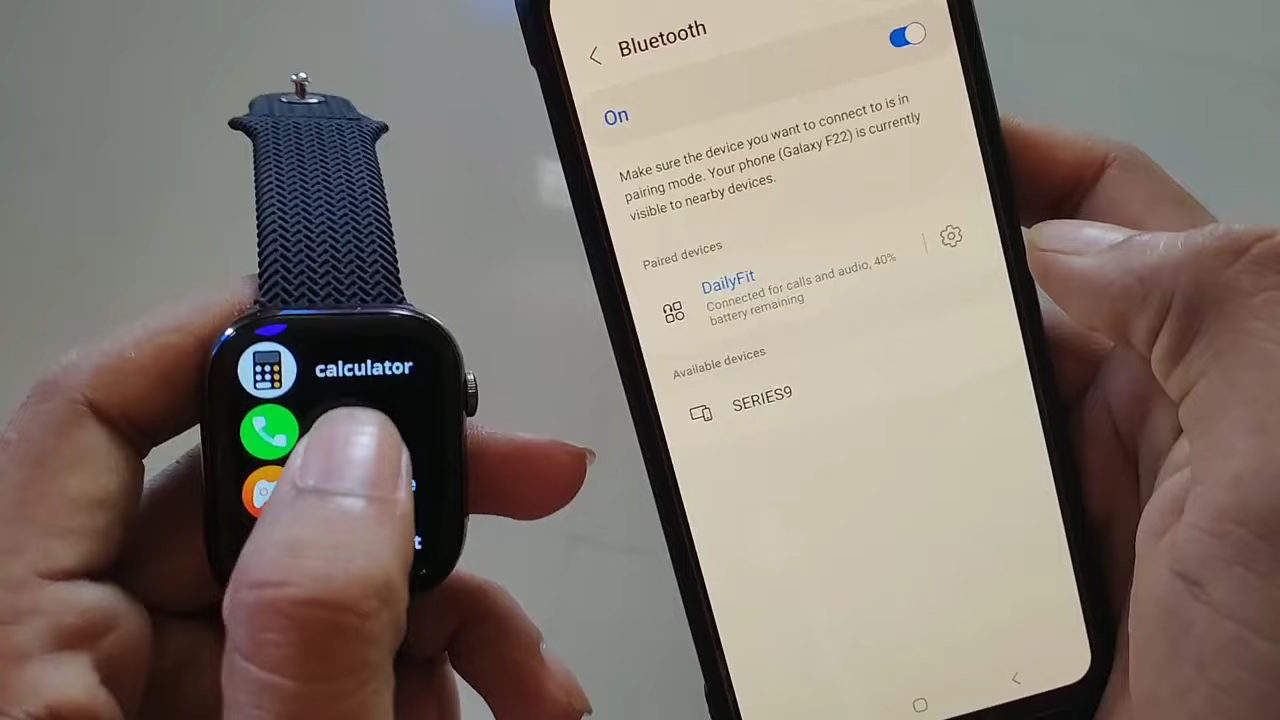 Bluetooth
On
Make sure the device you want to connect to is in
pairing mode. Your phone (Galaxy F22) is currently
visible to nearby devices.
Paired devices
DailyFit
Connected for calls and audio, 40%
battery remaining
Available devices
SERIES9
calculator